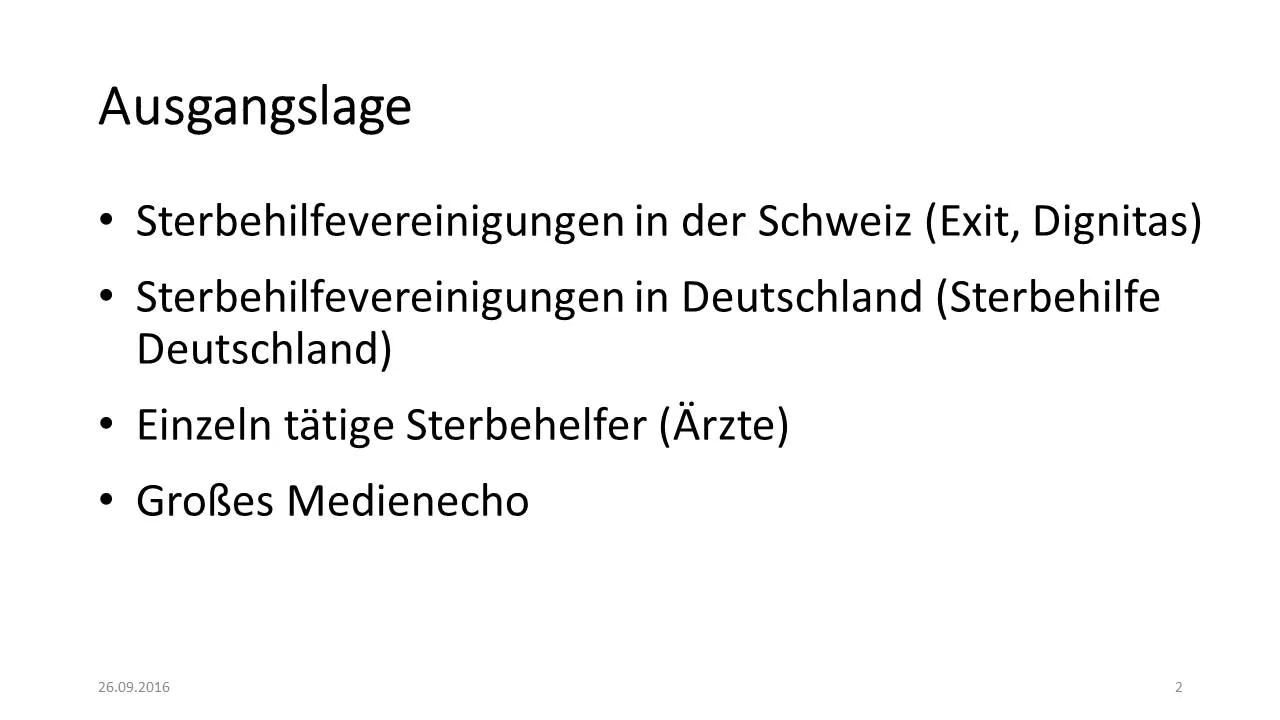 Ausgangslage
• Sterbehilfevereinigungen in der Schweiz (Exit, Dignitas)
• Sterbehilfevereinigungen in Deutschland (Sterbehilfe
Deutschland)
• Einzeln tätige Sterbehelfer (Ärzte)
• Großes Medienecho
26.09.2016
2